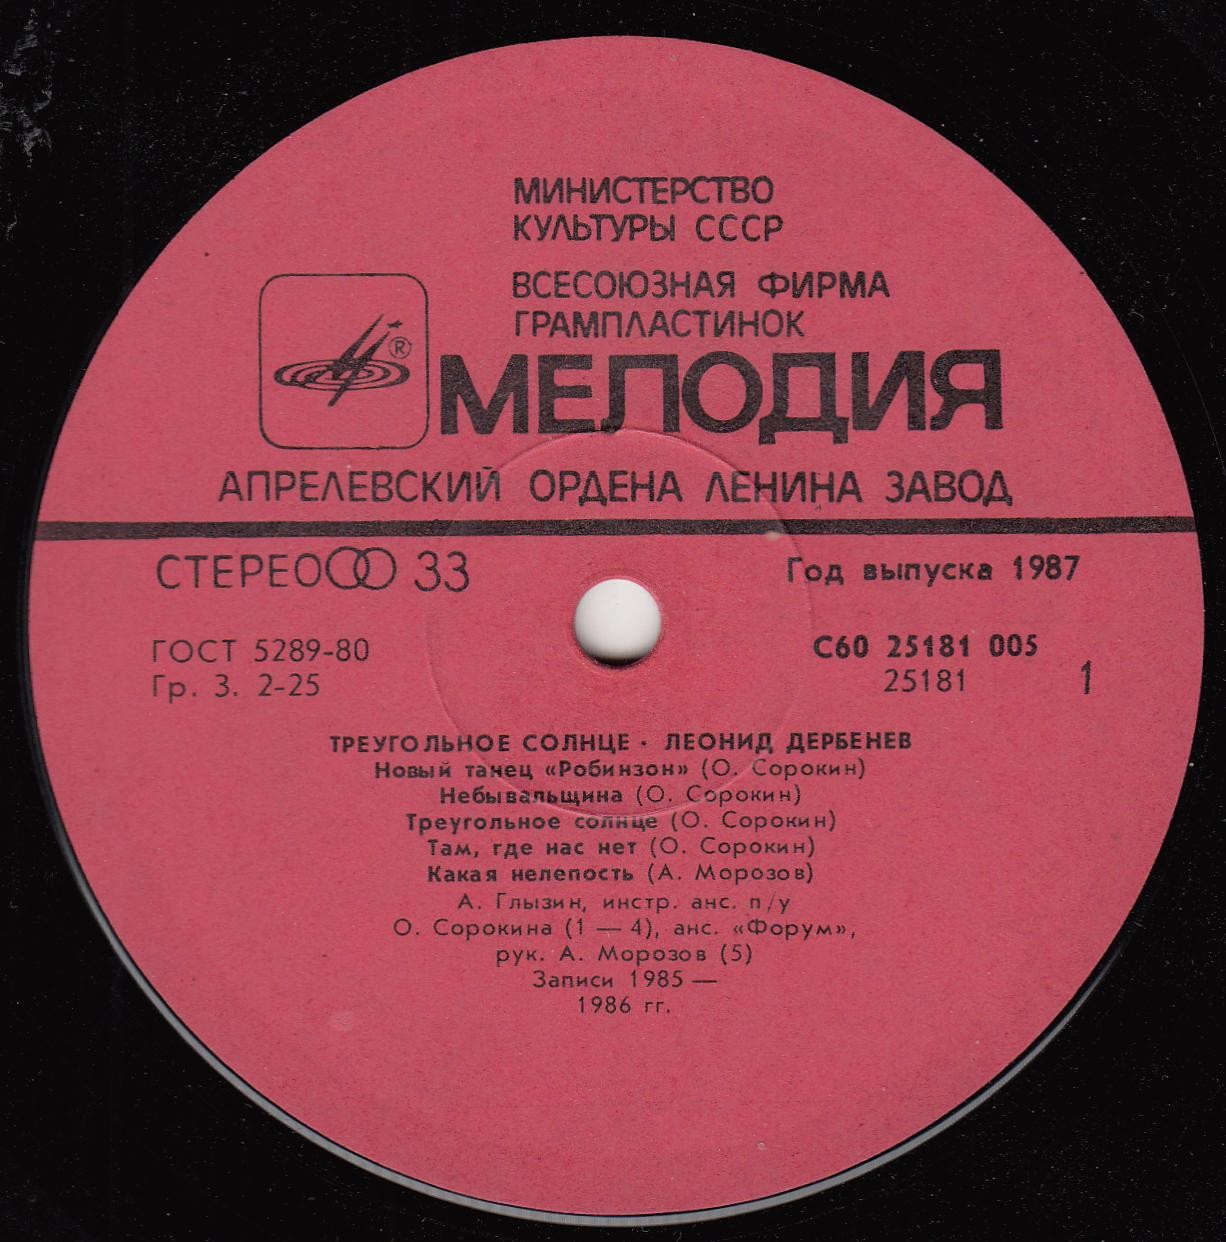 МИНИСТЕРСТВО
КУЛЬТУРЫ СССР
ВСЕСОЮЗНАЯ ФИРМА
ГРАМПЛАСТИНОК
®
МЕЛОДИЯ
АПРЕЛЕВСКИЙ ОРДЕНА ЛЕНИНА ЗАВОД
СТЕРЕО 33
Год выпуска 1987
ГОСТ 5289-80
Гр. 3. 2-25
С60 25181 005
25181
1
ТРЕУГОЛЬНОЕ СОЛНЦЕ · ЛЕОНИД ДЕРБЕНЕВ
Новый танец «Робинзон» (О. Сорокин)
Небывальщина (О. Сорокин)
Треугольное солнце (О. Сорокин)
Там, где нас нет (О. Сорокин)
Какая нелепость (А. Морозов)
А. Глызин, инстр. анс. п/у
О. Сорокина (1 — 4), анс. «Форум»,
рук. А. Морозов (5)
Записи 1985 —
1986 гг.